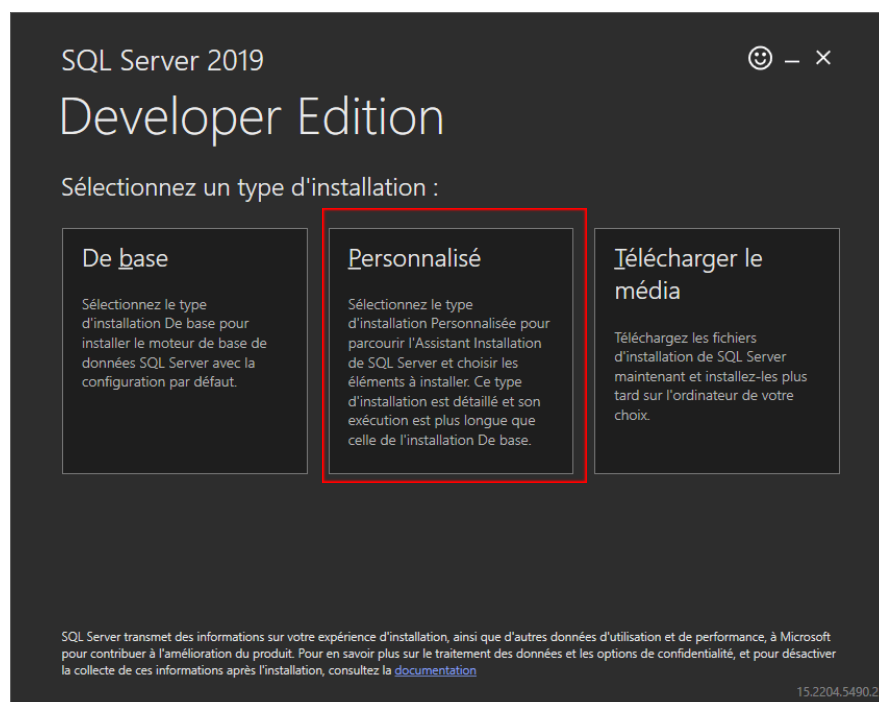 SQL Server 2019
Developer Edition
Sélectionnez un type d'installation :
De base
Sélectionnez le type
d'installation De base pour
installer le moteur de base de
données SQL Server avec la
configuration par défaut.
Personnalisé
Sélectionnez le type
d'installation Personnalisée pour
parcourir l'Assistant Installation
de SQL Server et choisir les
éléments à installer. Ce type
d'installation est détaillé et son
exécution est plus longue que
celle de l'installation De base.
Télécharger le
média
Téléchargez les fichiers
d'installation de SQL Server
maintenant et installez-les plus
tard sur l'ordinateur de votre
choix.
SQL Server transmet des informations sur votre expérience d'installation, ainsi que d'autres données d'utilisation et de performance, à Microsoft
pour contribuer à l'amélioration du produit. Pour en savoir plus sur le traitement des données et les options de confidentialité, et pour désactiver
la collecte de ces informations après l'installation, consultez la documentation
15.2204.5490.2